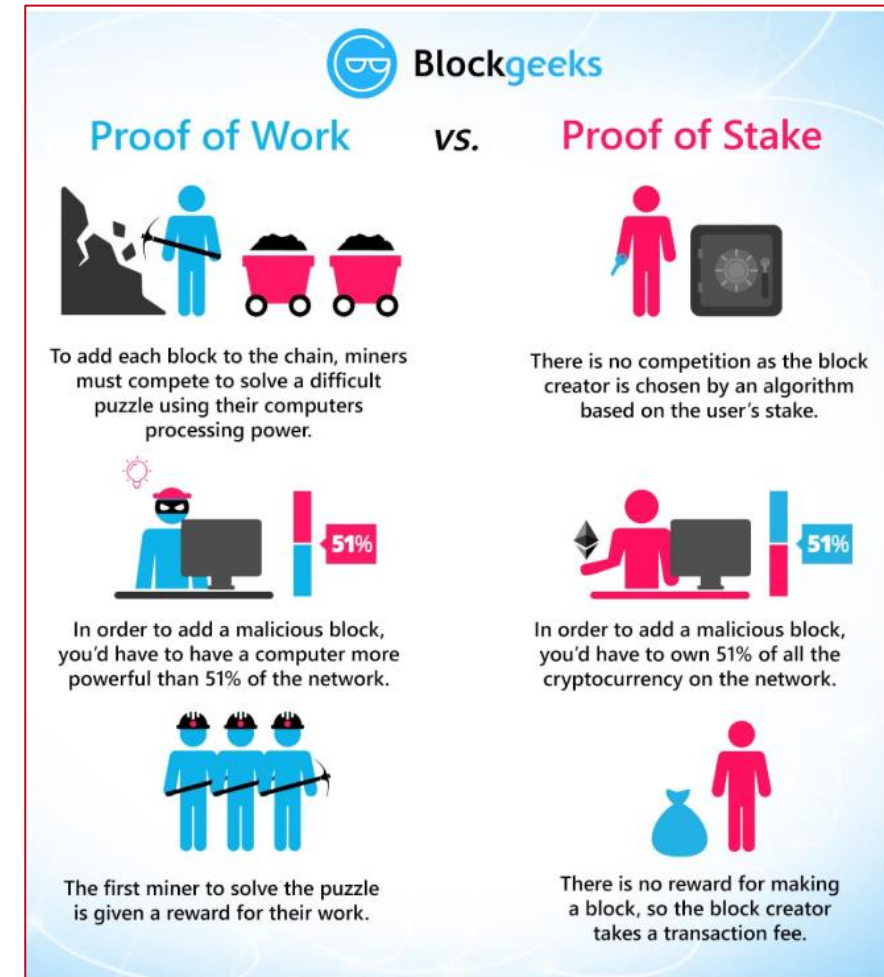 Blockgeeks
Proof of Work vs. Proof of Stake
To add each block to the chain, miners
must compete to solve a difficult
puzzle using their computers
processing power.
There is no competition as the block
creator is chosen by an algorithm
based on the user's stake.
51%
In order to add a malicious block,
you'd have to have a computer more
powerful than 51% of the network.
51%
In order to add a malicious block,
you'd have to own 51% of all the
cryptocurrency on the network.
The first miner to solve the puzzle
is given a reward for their work.
There is no reward for making
a block, so the block creator
takes a transaction fee.